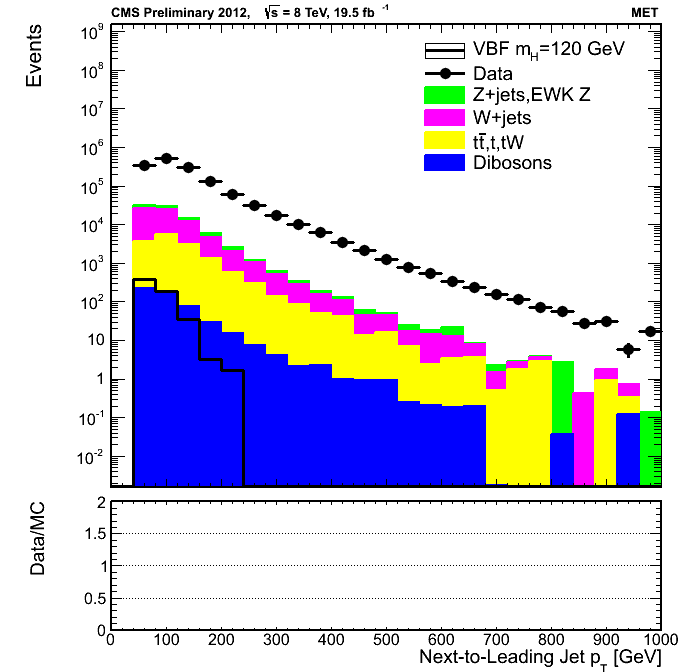 CMS Preliminary 2012, √s = 8 TeV, 19.5 fb⁻¹ MET
Events
10⁹
10⁸
10⁷
10⁶
10⁵
10⁴
10³
10²
10
1
10⁻¹
10⁻²
VBF m_H=120 GeV
Data
Z+jets,EWK Z
W+jets
tt̅,t,tW
Dibosons
Data/MC
2
1.5
1
0.5
0
0 100 200 300 400 500 600 700 800 900 1000
Next-to-Leading Jet p_T [GeV]